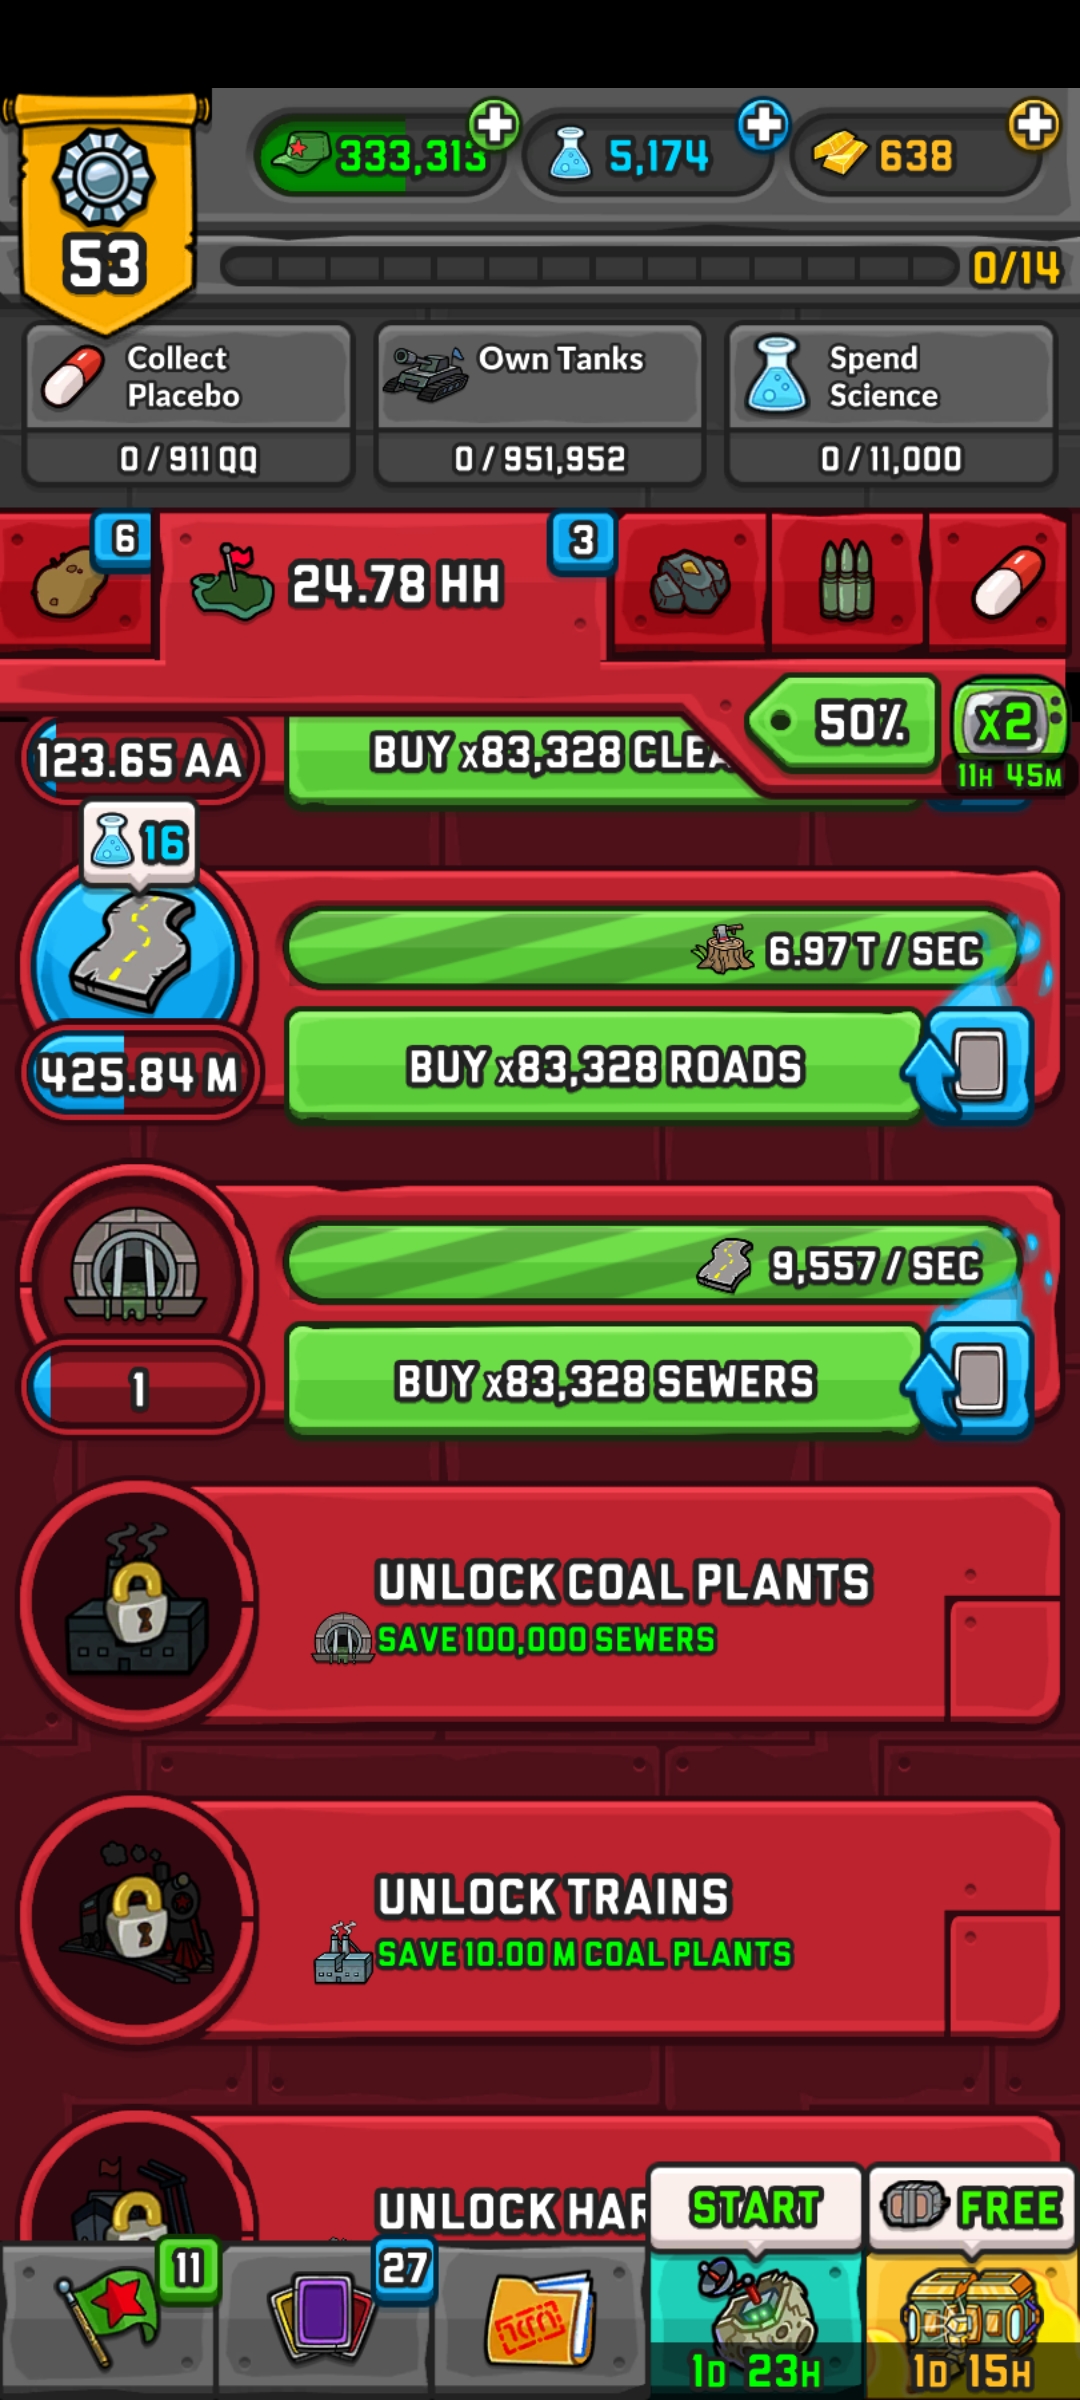 333,313
5,174
638
53
0/14
Collect
Placebo
Own Tanks
Spend
Science
0 / 911 QQ
0 / 951,952
0 / 11,000
6
24.78 HH
3
50%
x2
11H 45M
123.65 AA
BUY x83,328 CLEA
16
6.97 T / SEC
425.84 M
BUY x83,328 ROADS
9,557 / SEC
1
BUY x83,328 SEWERS
UNLOCK COAL PLANTS
SAVE 100,000 SEWERS
UNLOCK TRAINS
SAVE 10.00 M COAL PLANTS
UNLOCK HAR
START
FREE
11
27
1D 23H
1D 15H